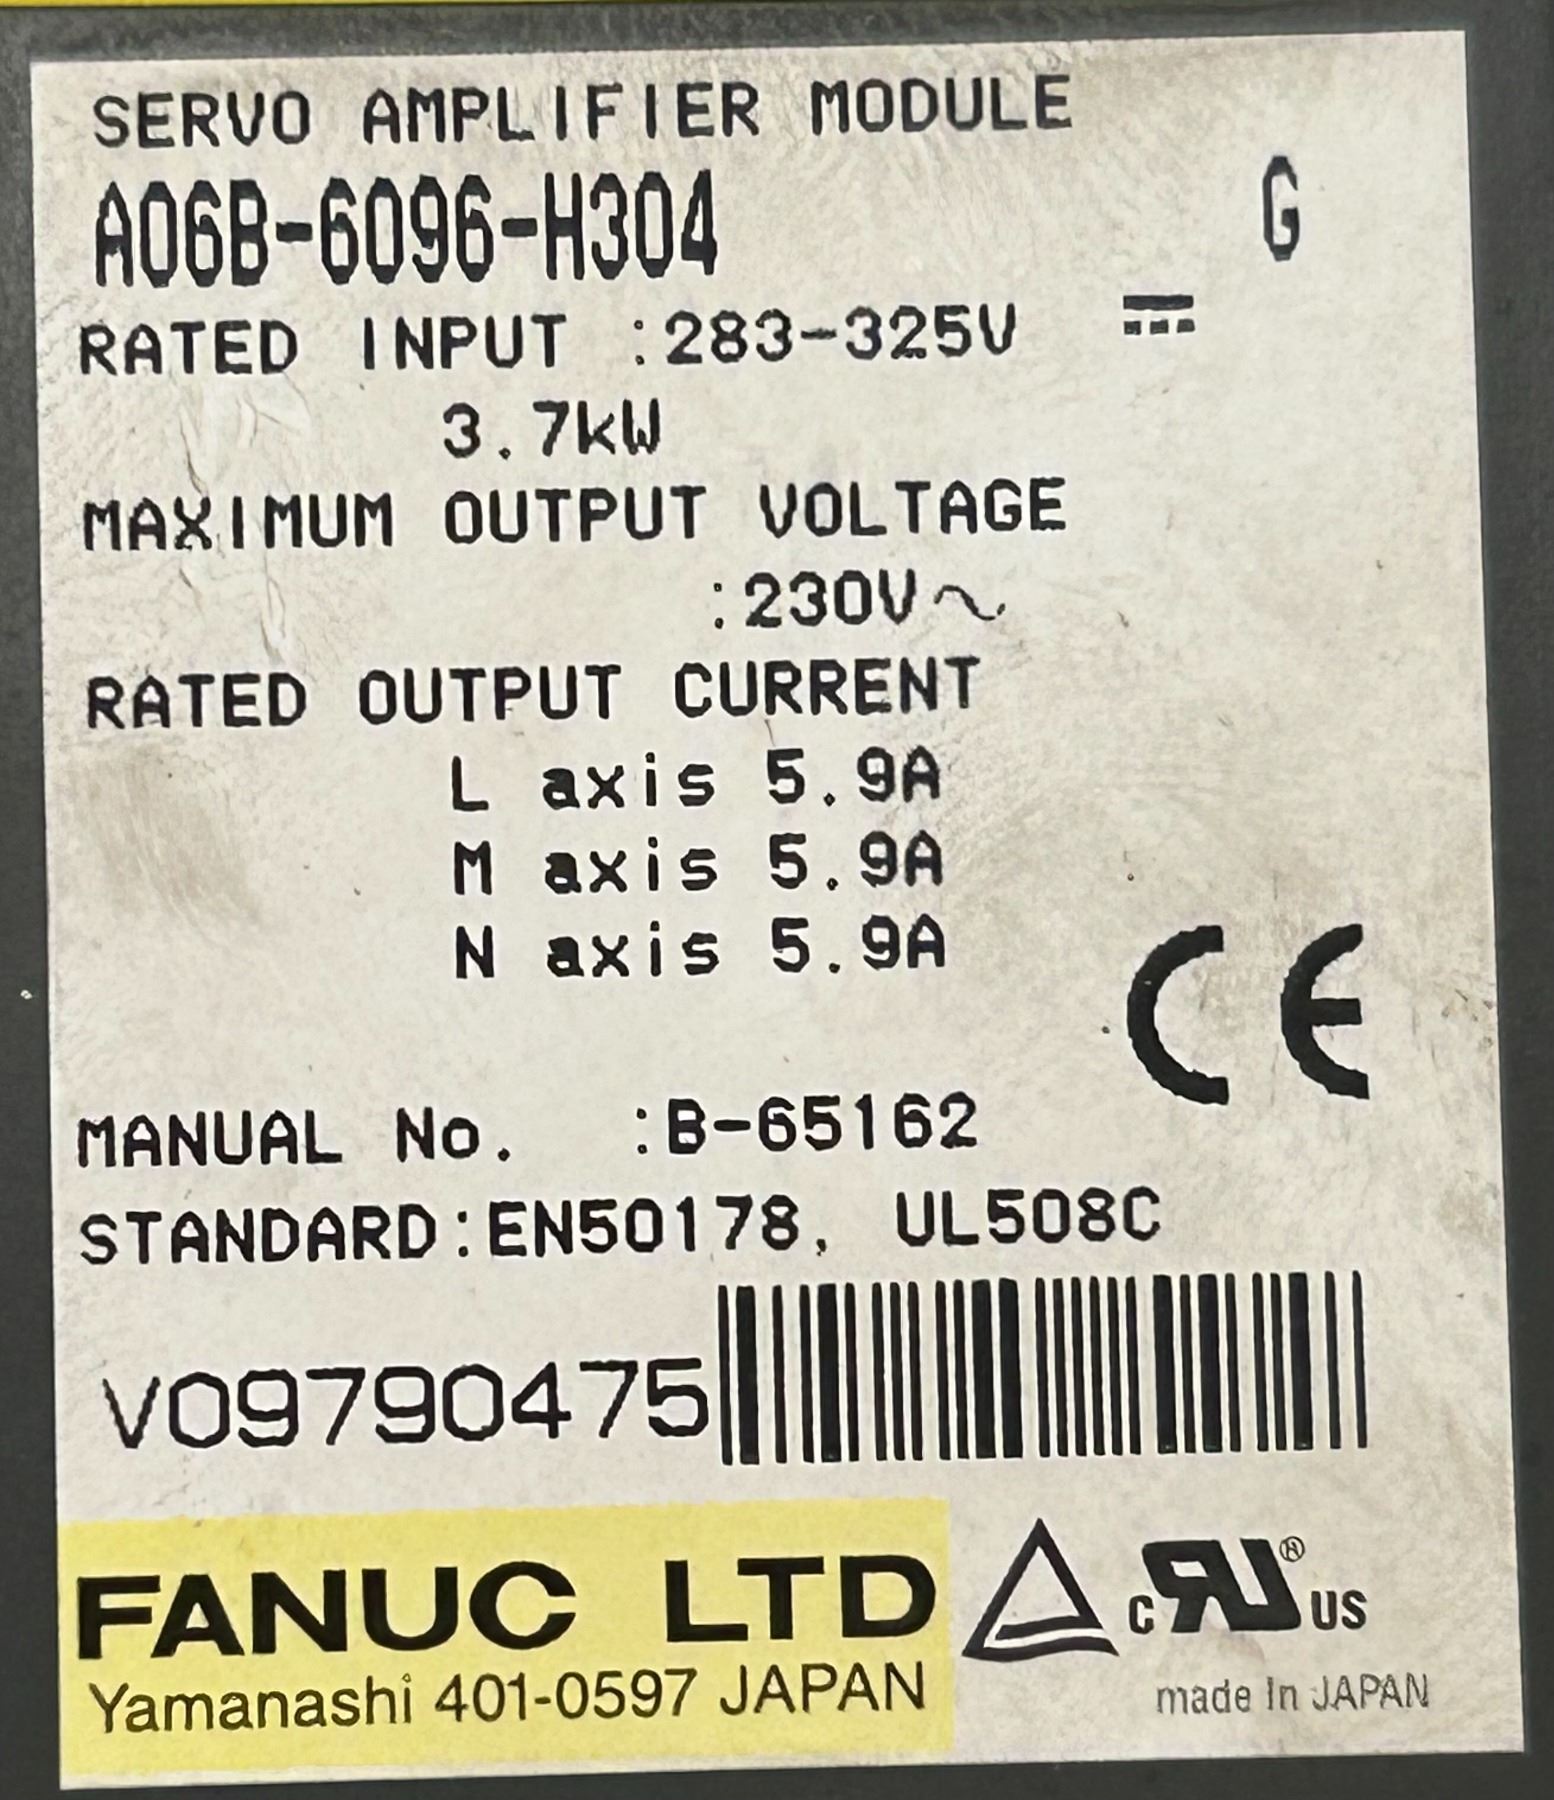 SERVO AMPLIFIER MODULE
A06B-6096-H304 G
RATED INPUT :283-325V ⎓
3.7kW
MAXIMUM OUTPUT VOLTAGE
:230V~
RATED OUTPUT CURRENT
L axis 5.9A
M axis 5.9A
N axis 5.9A
CE
MANUAL No. :B-65162
STANDARD:EN50178, UL508C
V09790475
FANUC LTD
Yamanashi 401-0597 JAPAN
c RU ® US
made In JAPAN